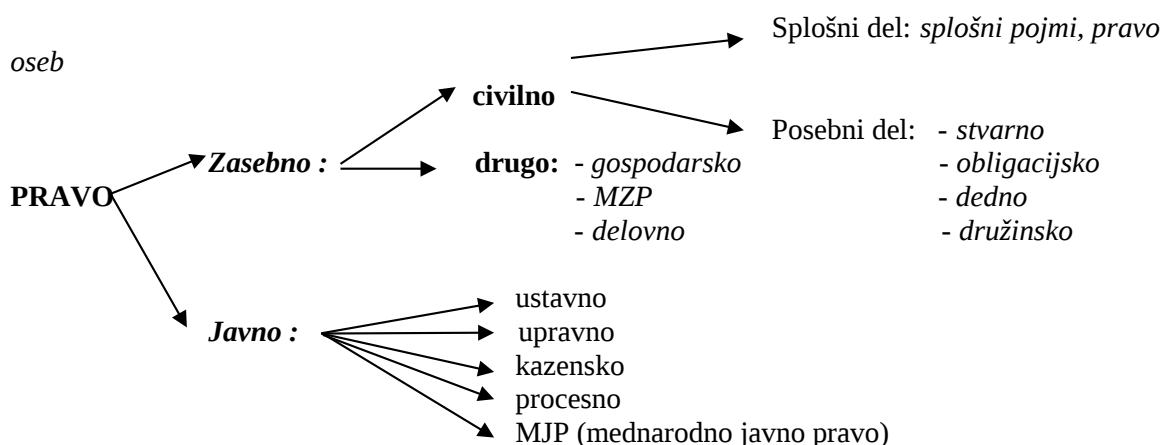 Splošni del: splošni pojmi, pravo
oseb
civilno
Posebni del: - stvarno
Zasebno : drugo: - gospodarsko - obligacijsko
PRAVO - MZP - dedno
- delovno - družinsko
ustavno
Javno : upravno
kazensko
procesno
MJP (mednarodno javno pravo)